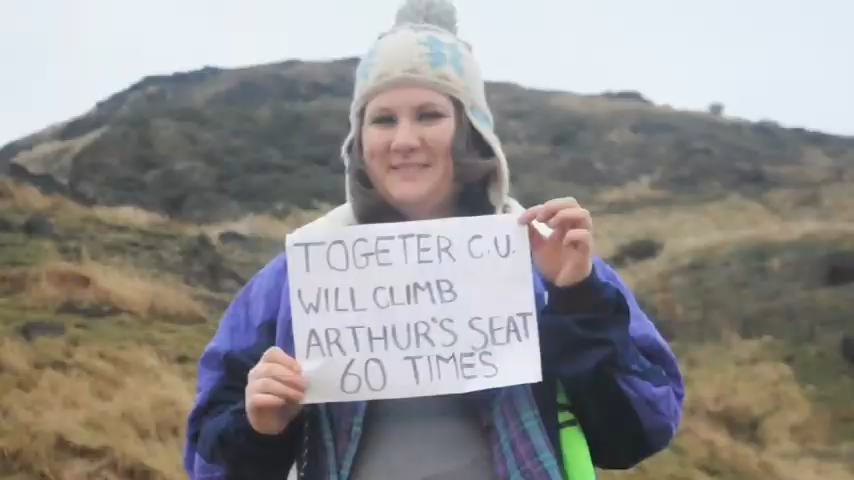 TOGETER C.U.
WILL CLIMB
ARTHUR'S SEAT
60 TIMES